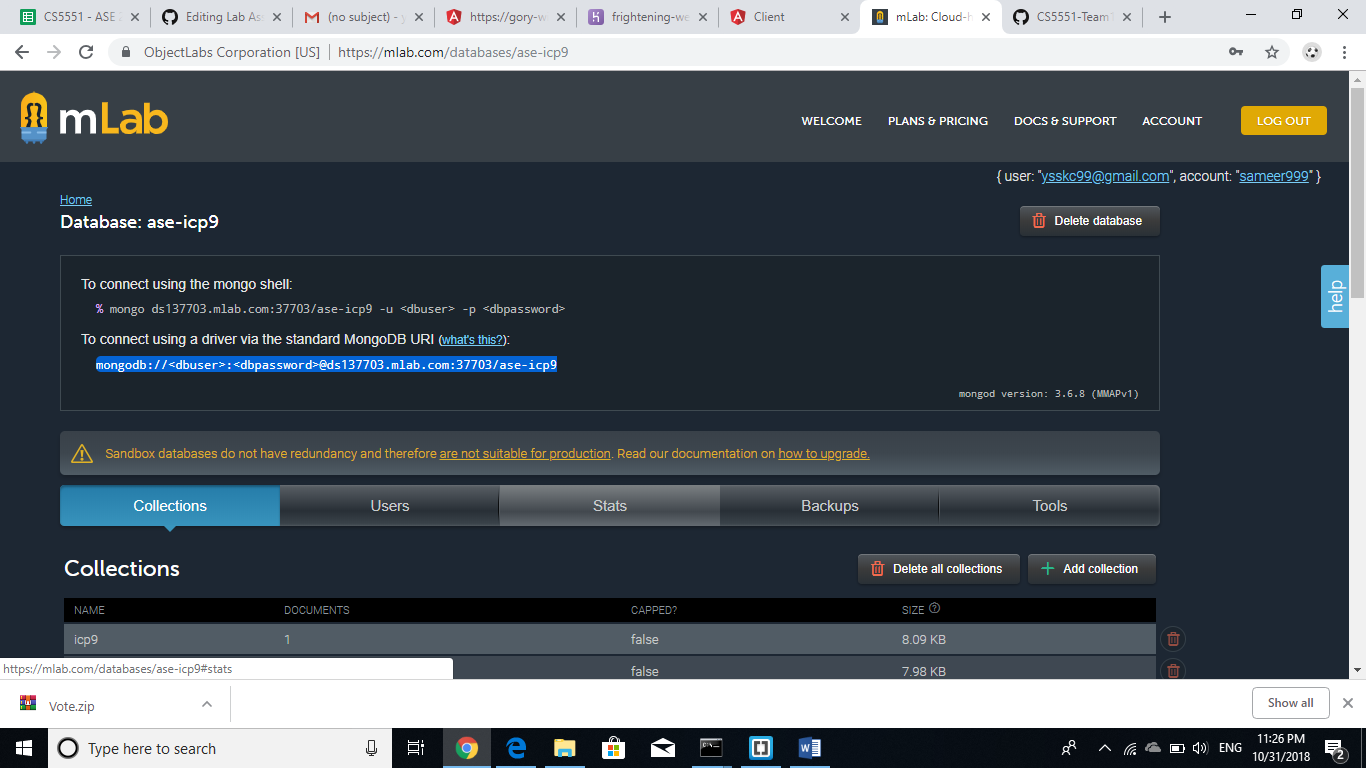 CS5551 - ASE 2
Editing Lab Ass
(no subject) - y
https://gory-w
frightening-we
Client
mLab: Cloud-h
CS5551-Team1
ObjectLabs Corporation [US] | https://mlab.com/databases/ase-icp9
mLab
WELCOME PLANS & PRICING DOCS & SUPPORT ACCOUNT LOG OUT
{ user: "ysskc99@gmail.com", account: "sameer999" }
Home
Database: ase-icp9
Delete database
To connect using the mongo shell:
% mongo ds137703.mlab.com:37703/ase-icp9 -u <dbuser> -p <dbpassword>
To connect using a driver via the standard MongoDB URI (what's this?):
mongodb://<dbuser>:<dbpassword>@ds137703.mlab.com:37703/ase-icp9
mongod version: 3.6.8 (MMAPv1)
help
Sandbox databases do not have redundancy and therefore are not suitable for production. Read our documentation on how to upgrade.
Collections Users Stats Backups Tools
Collections
Delete all collections
Add collection
NAME DOCUMENTS CAPPED? SIZE
icp9 1 false 8.09 KB
false 7.98 KB
https://mlab.com/databases/ase-icp9#stats
Vote.zip
Show all
Type here to search
ENG
11:26 PM
10/31/2018
2